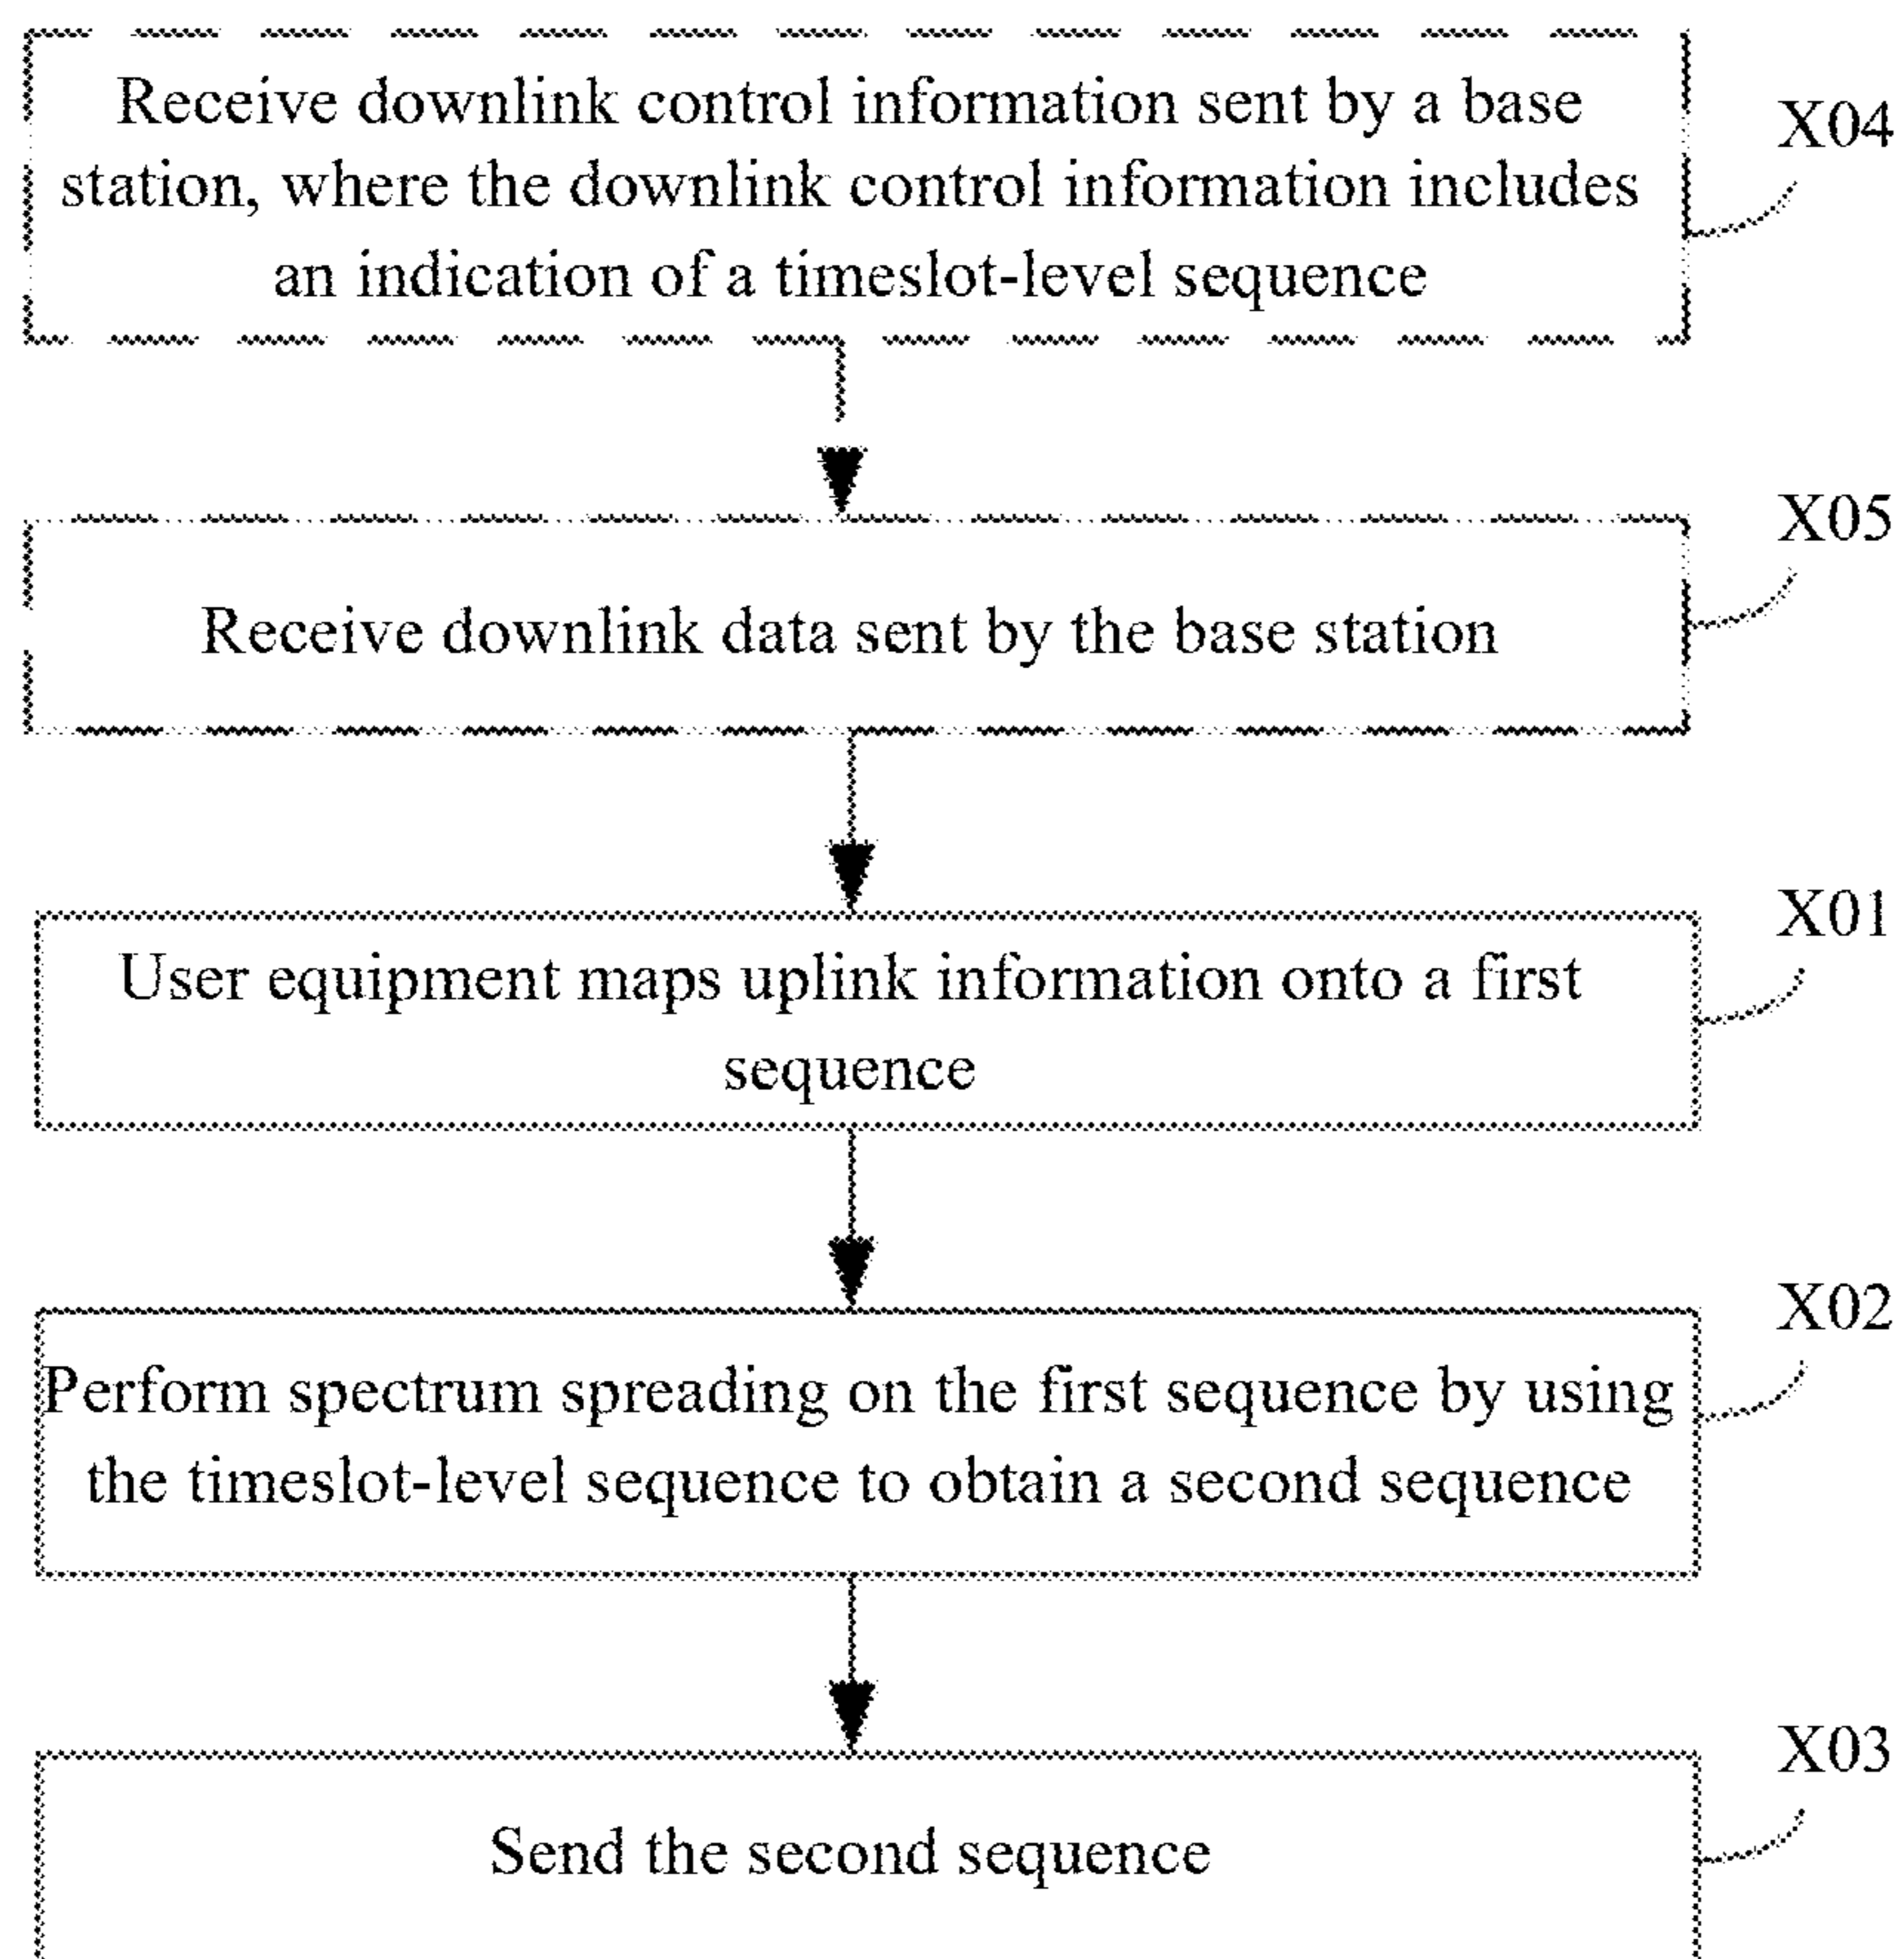 Receive downlink control information sent by a base
station, where the downlink control information includes
an indication of a timeslot-level sequence
X04
Receive downlink data sent by the base station
X05
User equipment maps uplink information onto a first
sequence
X01
Perform spectrum spreading on the first sequence by using
the timeslot-level sequence to obtain a second sequence
X02
Send the second sequence
X03